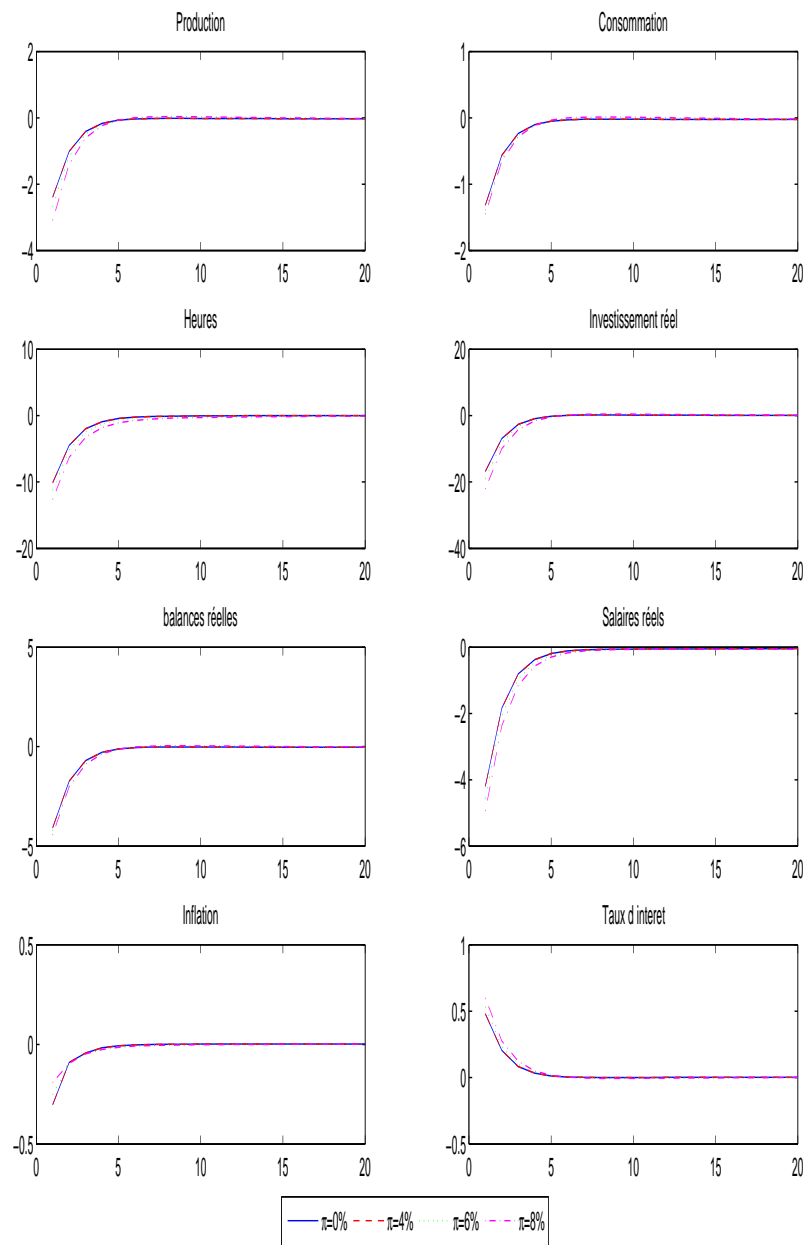 Production
2
0
−2
−4
0 5 10 15 20
Consommation
1
0
−1
−2
0 5 10 15 20
Heures
10
0
−10
−20
0 5 10 15 20
Investissement réel
20
0
−20
−40
0 5 10 15 20
balances réelles
5
0
−5
0 5 10 15 20
Salaires réels
0
−2
−4
−6
0 5 10 15 20
Inflation
0.5
0
−0.5
0 5 10 15 20
Taux d interet
1
0.5
0
−0.5
0 5 10 15 20
π=0% π=4% π=6% π=8%